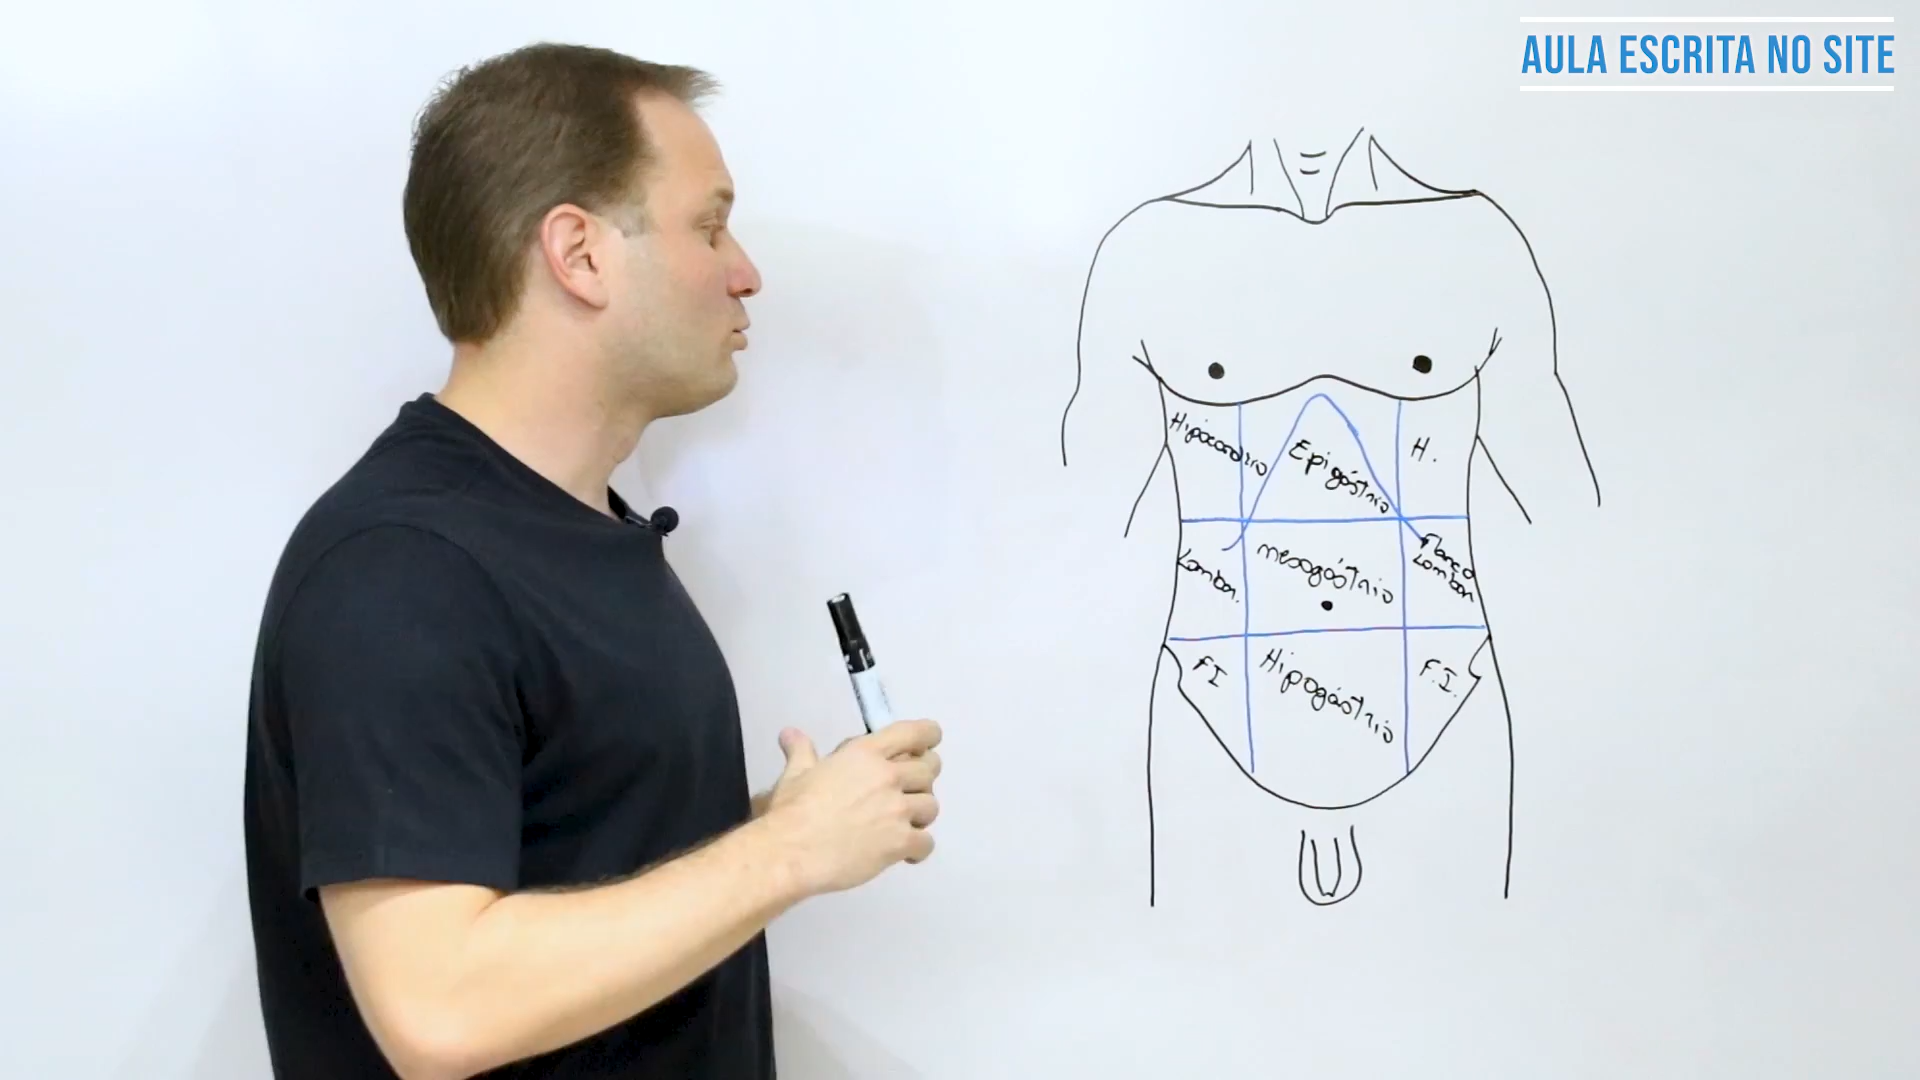 AULA ESCRITA NO SITE
Hipocondrio
Epigástrio
H.
Lombar.
mesogástrio
Flanco
Lombar
FI
Hipogástrio
F.I.